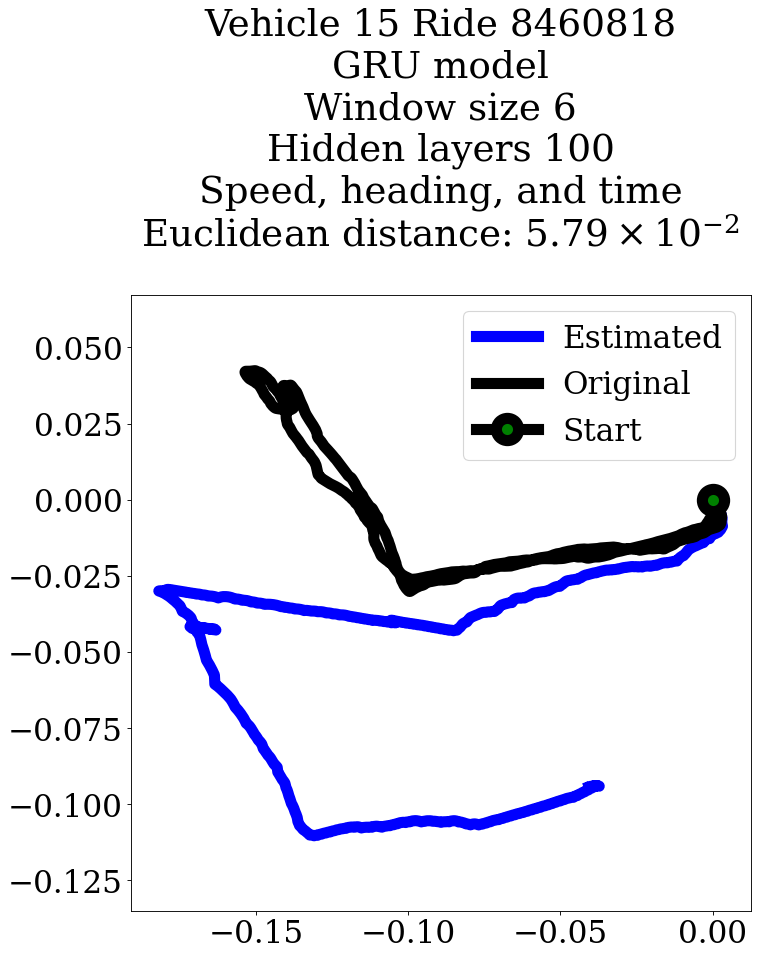 Vehicle 15 Ride 8460818
GRU model
Window size 6
Hidden layers 100
Speed, heading, and time
Euclidean distance: 5.79 × 10⁻²
Estimated
Original
Start
0.050
0.025
0.000
−0.025
−0.050
−0.075
−0.100
−0.125
−0.15 −0.10 −0.05 0.00